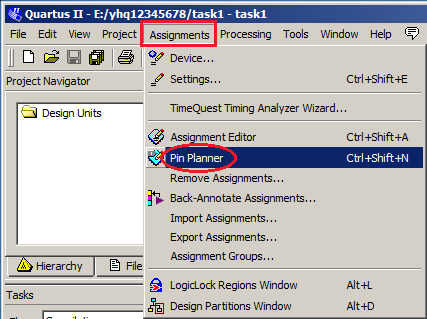 Quartus II - E:/yhq12345678/task1 - task1
File Edit View Project Assignments Processing Tools Window Help
Project Navigator
Design Units
Hierarchy
File
Tasks
Device...
Settings... Ctrl+Shift+E
TimeQuest Timing Analyzer Wizard...
Assignment Editor Ctrl+Shift+A
Pin Planner Ctrl+Shift+N
Remove Assignments...
Back-Annotate Assignments...
Import Assignments...
Export Assignments...
Assignment Groups...
LogicLock Regions Window Alt+L
Design Partitions Window Alt+D